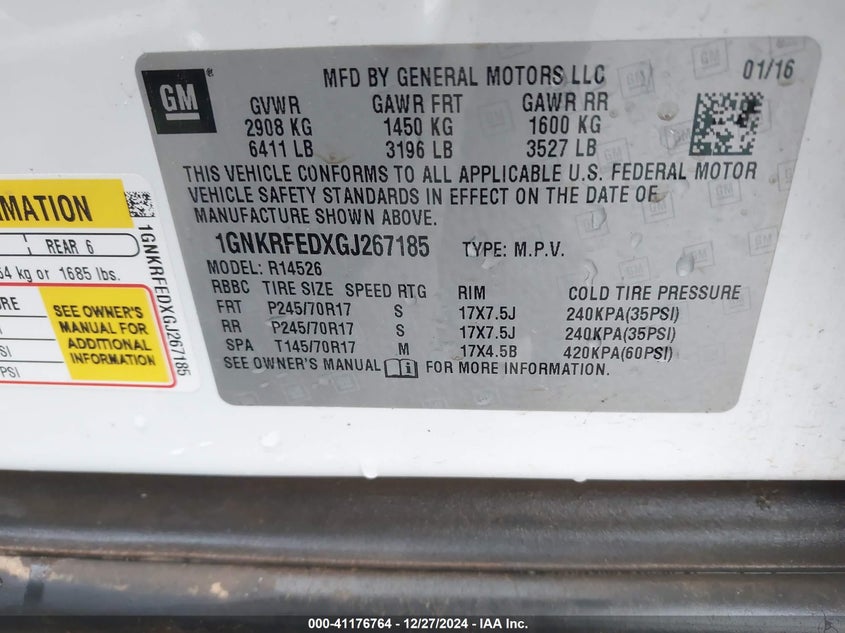 GM ®
MFD BY GENERAL MOTORS LLC 01/16
GVWR GAWR FRT GAWR RR
2908 KG 1450 KG 1600 KG
6411 LB 3196 LB 3527 LB
THIS VEHICLE CONFORMS TO ALL APPLICABLE U.S. FEDERAL MOTOR
VEHICLE SAFETY STANDARDS IN EFFECT ON THE DATE OF
MANUFACTURE SHOWN ABOVE.
1GNKRFEDXGJ267185 TYPE: M.P.V.
MODEL: R14526
RBBC TIRE SIZE SPEED RTG RIM COLD TIRE PRESSURE
FRT P245/70R17 S 17X7.5J 240KPA(35PSI)
RR P245/70R17 S 17X7.5J 240KPA(35PSI)
SPA T145/70R17 M 17X4.5B 420KPA(60PSI)
SEE OWNER'S MANUAL FOR MORE INFORMATION.
REAR 6
kg or 1685 lbs.
SEE OWNER'S
MANUAL FOR
ADDITIONAL
INFORMATION
PSI
1GNKRFEDXGJ267185
000-41176764 - 12/27/2024 - IAA Inc.